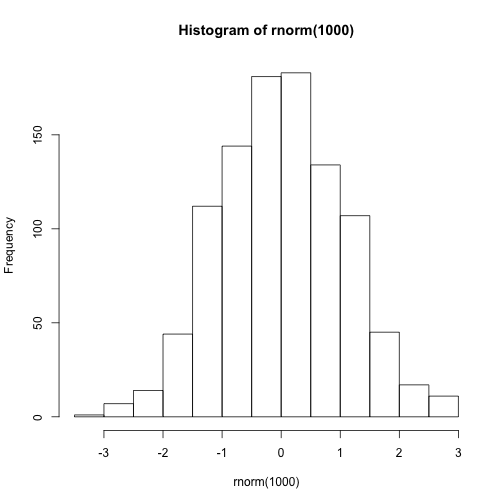 Histogram of rnorm(1000)
Frequency
150
100
50
0
-3 -2 -1 0 1 2 3
rnorm(1000)